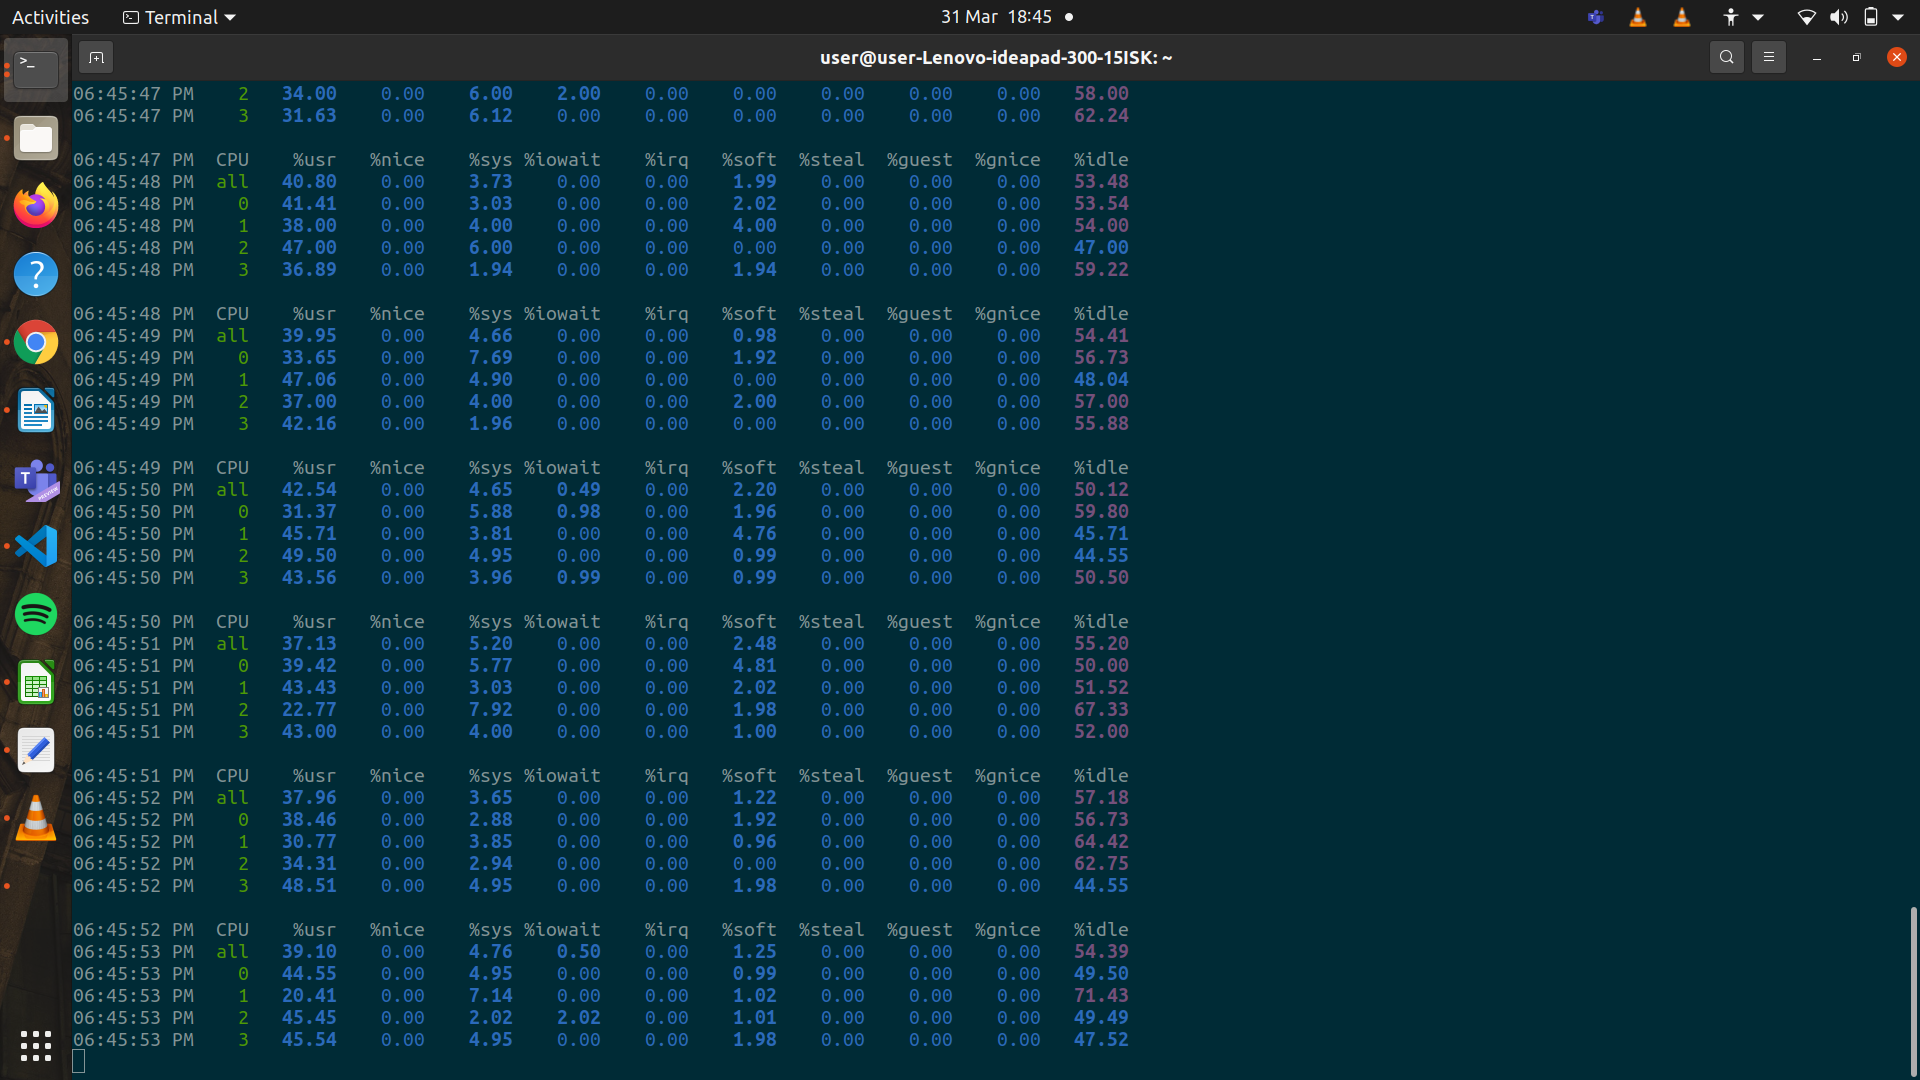 Activities Terminal 31 Mar 18:45
user@user-Lenovo-ideapad-300-15ISK: ~
06:45:47 PM 2 34.00 0.00 6.00 2.00 0.00 0.00 0.00 0.00 0.00 58.00
06:45:47 PM 3 31.63 0.00 6.12 0.00 0.00 0.00 0.00 0.00 0.00 62.24
06:45:47 PM CPU %usr %nice %sys %iowait %irq %soft %steal %guest %gnice %idle
06:45:48 PM all 40.80 0.00 3.73 0.00 0.00 1.99 0.00 0.00 0.00 53.48
06:45:48 PM 0 41.41 0.00 3.03 0.00 0.00 2.02 0.00 0.00 0.00 53.54
06:45:48 PM 1 38.00 0.00 4.00 0.00 0.00 4.00 0.00 0.00 0.00 54.00
06:45:48 PM 2 47.00 0.00 6.00 0.00 0.00 0.00 0.00 0.00 0.00 47.00
06:45:48 PM 3 36.89 0.00 1.94 0.00 0.00 1.94 0.00 0.00 0.00 59.22
06:45:48 PM CPU %usr %nice %sys %iowait %irq %soft %steal %guest %gnice %idle
06:45:49 PM all 39.95 0.00 4.66 0.00 0.00 0.98 0.00 0.00 0.00 54.41
06:45:49 PM 0 33.65 0.00 7.69 0.00 0.00 1.92 0.00 0.00 0.00 56.73
06:45:49 PM 1 47.06 0.00 4.90 0.00 0.00 0.00 0.00 0.00 0.00 48.04
06:45:49 PM 2 37.00 0.00 4.00 0.00 0.00 2.00 0.00 0.00 0.00 57.00
06:45:49 PM 3 42.16 0.00 1.96 0.00 0.00 0.00 0.00 0.00 0.00 55.88
06:45:49 PM CPU %usr %nice %sys %iowait %irq %soft %steal %guest %gnice %idle
06:45:50 PM all 42.54 0.00 4.65 0.49 0.00 2.20 0.00 0.00 0.00 50.12
06:45:50 PM 0 31.37 0.00 5.88 0.98 0.00 1.96 0.00 0.00 0.00 59.80
06:45:50 PM 1 45.71 0.00 3.81 0.00 0.00 4.76 0.00 0.00 0.00 45.71
06:45:50 PM 2 49.50 0.00 4.95 0.00 0.00 0.99 0.00 0.00 0.00 44.55
06:45:50 PM 3 43.56 0.00 3.96 0.99 0.00 0.99 0.00 0.00 0.00 50.50
06:45:50 PM CPU %usr %nice %sys %iowait %irq %soft %steal %guest %gnice %idle
06:45:51 PM all 37.13 0.00 5.20 0.00 0.00 2.48 0.00 0.00 0.00 55.20
06:45:51 PM 0 39.42 0.00 5.77 0.00 0.00 4.81 0.00 0.00 0.00 50.00
06:45:51 PM 1 43.43 0.00 3.03 0.00 0.00 2.02 0.00 0.00 0.00 51.52
06:45:51 PM 2 22.77 0.00 7.92 0.00 0.00 1.98 0.00 0.00 0.00 67.33
06:45:51 PM 3 43.00 0.00 4.00 0.00 0.00 1.00 0.00 0.00 0.00 52.00
06:45:51 PM CPU %usr %nice %sys %iowait %irq %soft %steal %guest %gnice %idle
06:45:52 PM all 37.96 0.00 3.65 0.00 0.00 1.22 0.00 0.00 0.00 57.18
06:45:52 PM 0 38.46 0.00 2.88 0.00 0.00 1.92 0.00 0.00 0.00 56.73
06:45:52 PM 1 30.77 0.00 3.85 0.00 0.00 0.96 0.00 0.00 0.00 64.42
06:45:52 PM 2 34.31 0.00 2.94 0.00 0.00 0.00 0.00 0.00 0.00 62.75
06:45:52 PM 3 48.51 0.00 4.95 0.00 0.00 1.98 0.00 0.00 0.00 44.55
06:45:52 PM CPU %usr %nice %sys %iowait %irq %soft %steal %guest %gnice %idle
06:45:53 PM all 39.10 0.00 4.76 0.50 0.00 1.25 0.00 0.00 0.00 54.39
06:45:53 PM 0 44.55 0.00 4.95 0.00 0.00 0.99 0.00 0.00 0.00 49.50
06:45:53 PM 1 20.41 0.00 7.14 0.00 0.00 1.02 0.00 0.00 0.00 71.43
06:45:53 PM 2 45.45 0.00 2.02 2.02 0.00 1.01 0.00 0.00 0.00 49.49
06:45:53 PM 3 45.54 0.00 4.95 0.00 0.00 1.98 0.00 0.00 0.00 47.52